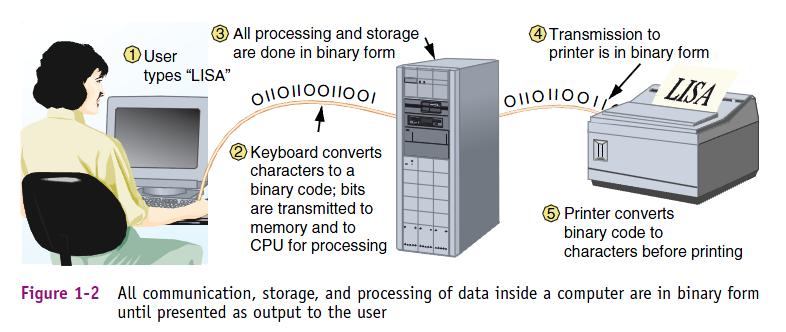 1 User
types “LISA”
3 All processing and storage
are done in binary form
4 Transmission to
printer is in binary form
0110110011001
2 Keyboard converts
characters to a
binary code; bits
are transmitted to
memory and to
CPU for processing
0110110011
LISA
5 Printer converts
binary code to
characters before printing
Figure 1-2 All communication, storage, and processing of data inside a computer are in binary form
until presented as output to the user